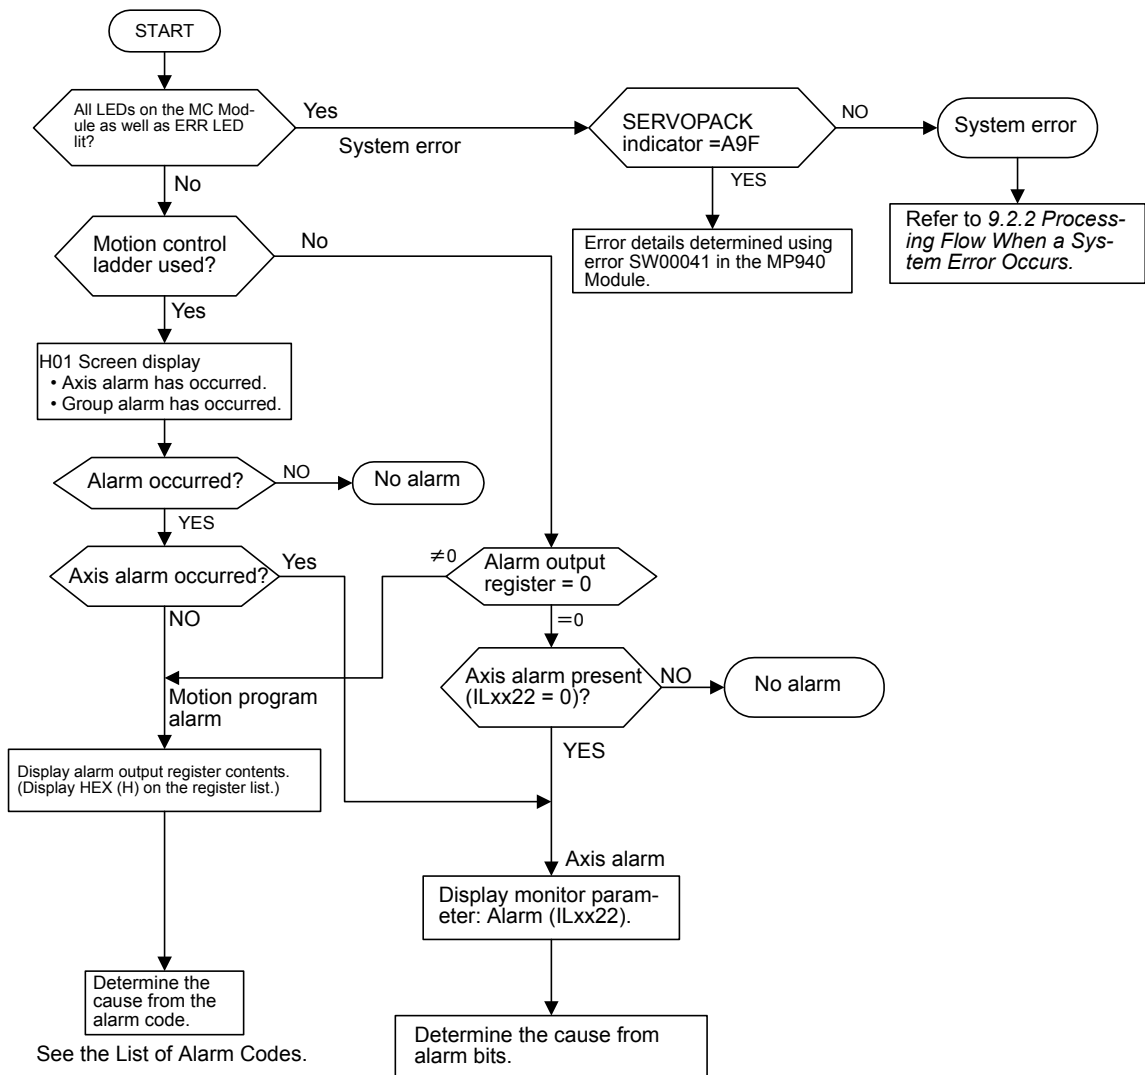 START
All LEDs on the MC Mod-
ule as well as ERR LED
lit?
Yes
System error
SERVOPACK
indicator =A9F
NO
System error
YES
No
Refer to 9.2.2 Process-
ing Flow When a Sys-
tem Error Occurs.
Error details determined using
error SW00041 in the MP940
Module.
Motion control
ladder used?
No
Yes
H01 Screen display
• Axis alarm has occurred.
• Group alarm has occurred.
Alarm occurred?
NO
No alarm
YES
Axis alarm occurred?
Yes
NO
≠0
Alarm output
register = 0
=0
Axis alarm present
(ILxx22 = 0)?
NO
No alarm
YES
Motion program
alarm
Display alarm output register contents.
(Display HEX (H) on the register list.)
Axis alarm
Display monitor param-
eter: Alarm (ILxx22).
Determine the
cause from the
alarm code.
See the List of Alarm Codes.
Determine the cause from
alarm bits.